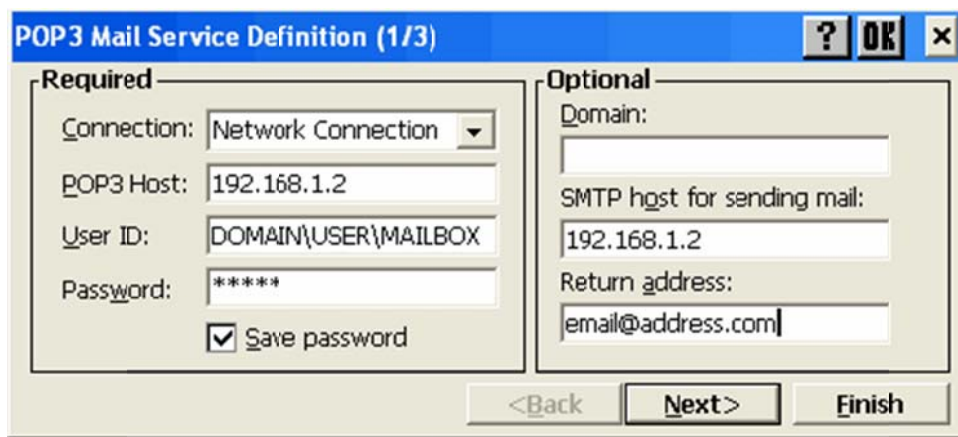 POP3 Mail Service Definition (1/3)
? OK ×
Required
Connection: Network Connection
POP3 Host: 192.168.1.2
User ID: DOMAIN\USER\MAILBOX
Password: *****
Save password
Optional
Domain:
SMTP host for sending mail:
192.168.1.2
Return address:
email@address.com
<Back Next> Finish